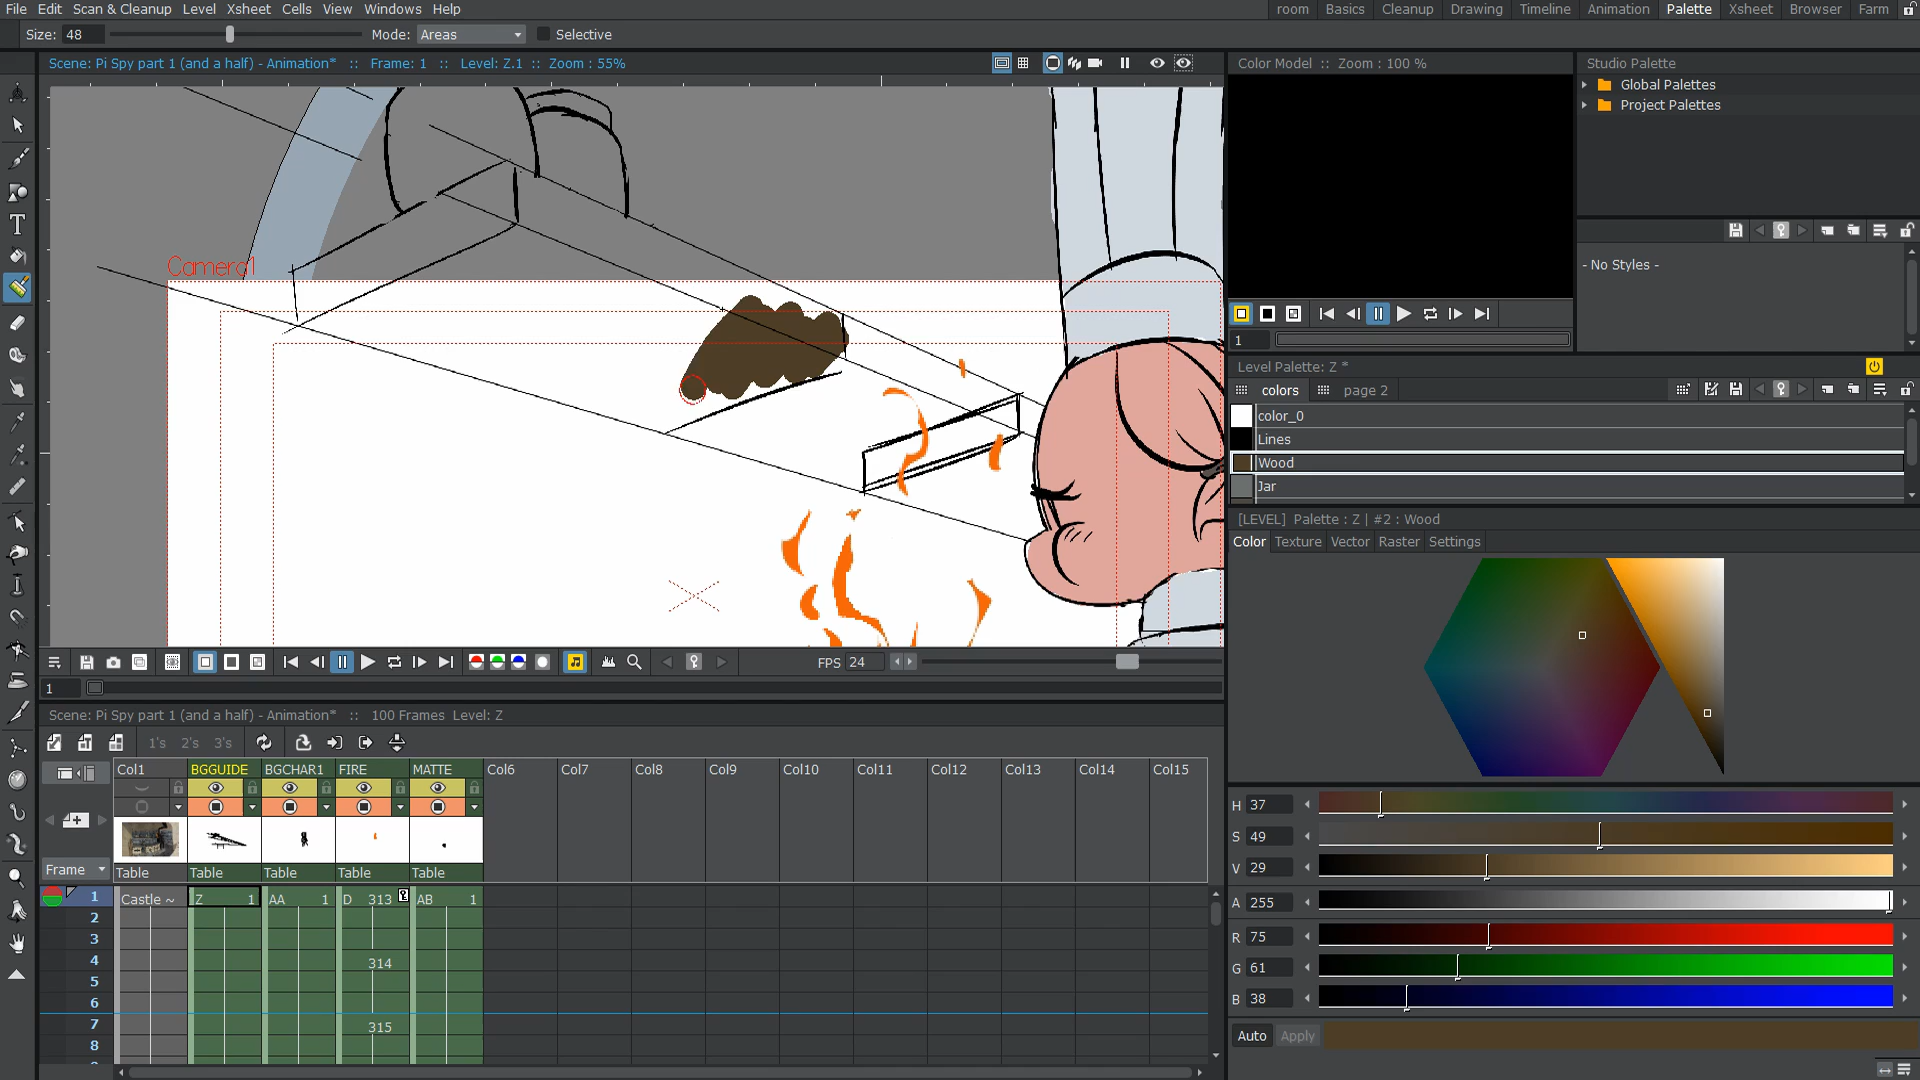 File Edit Scan & Cleanup Level Xsheet Cells View Windows Help
room Basics Cleanup Drawing Timeline Animation Palette Xsheet Browser Farm
Size: 48 Mode: Areas Selective
Scene: Pi Spy part 1 (and a half) - Animation* :: Frame: 1 :: Level: Z.1 :: Zoom : 55%
Color Model :: Zoom : 100 %
Studio Palette
Global Palettes
Project Palettes
Camera1
- No Styles -
1
Level Palette: Z *
colors page 2
color_0
Lines
Wood
Jar
[LEVEL] Palette : Z | #2 : Wood
Color Texture Vector Raster Settings
FPS 24
1
Scene: Pi Spy part 1 (and a half) - Animation* :: 100 Frames Level: Z
1's 2's 3's
Col1 BGGUIDE BGCHAR1 FIRE MATTE Col6 Col7 Col8 Col9 Col10 Col11 Col12 Col13 Col14 Col15
Frame Table Table Table Table Table
1 Castle ~ Z 1 AA 1 D 313 AB 1
2
3
4 314
5
6
7 315
8
H 37
S 49
V 29
A 255
R 75
G 61
B 38
Auto Apply